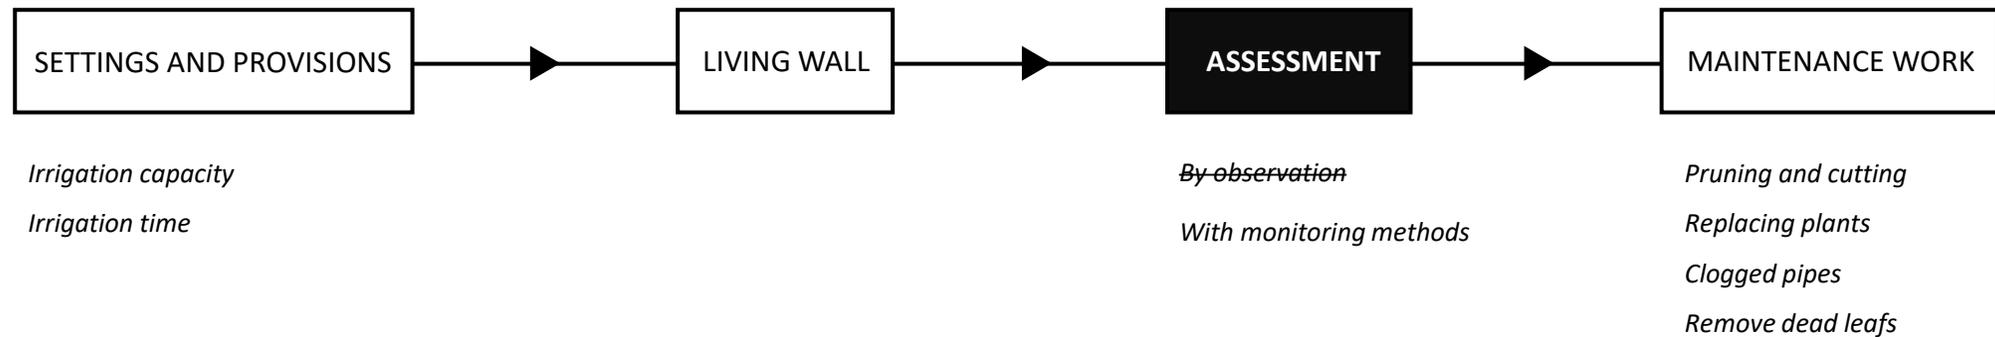 SETTINGS AND PROVISIONS
LIVING WALL
ASSESSMENT
MAINTENANCE WORK
Irrigation capacity
Irrigation time
By observation
With monitoring methods
Pruning and cutting
Replacing plants
Clogged pipes
Remove dead leafs